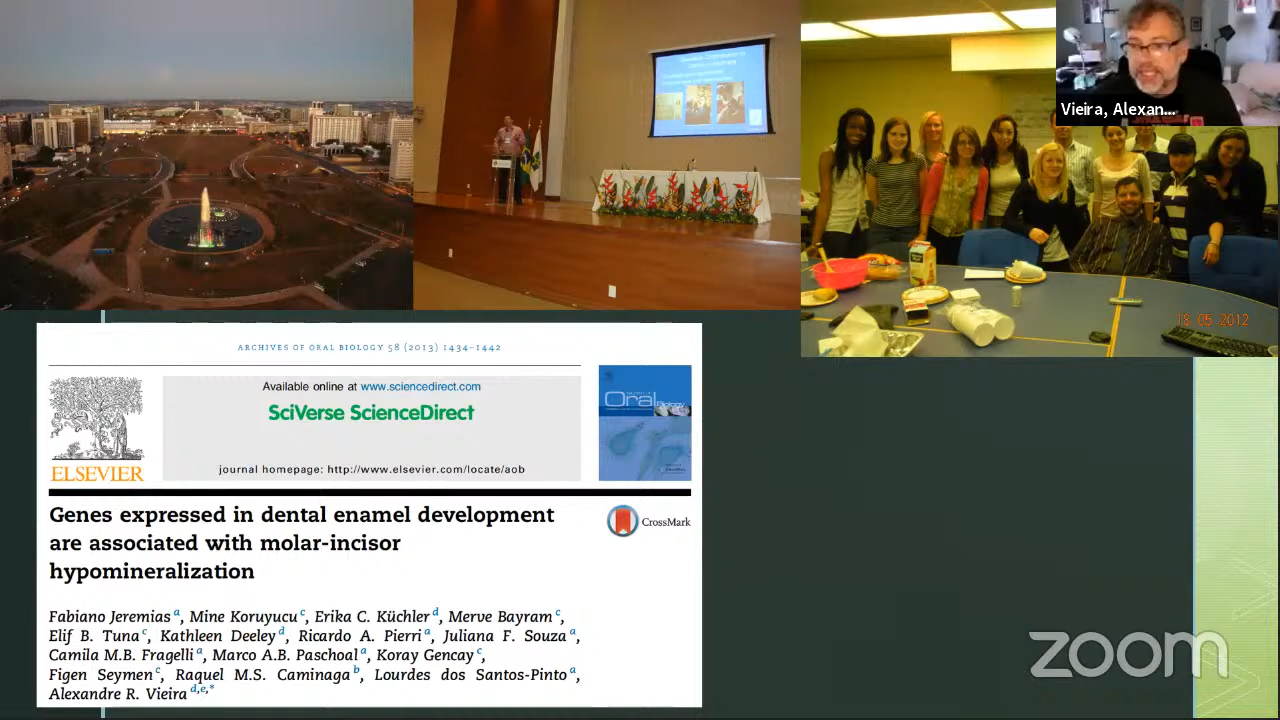 Vieira, Alexan...
18 05 2012
ARCHIVES OF ORAL BIOLOGY 58 (2013) 1434–1442
Available online at www.sciencedirect.com
SciVerse ScienceDirect
journal homepage: http://www.elsevier.com/locate/aob
ELSEVIER
Oral
Biology
Genes expressed in dental enamel development
are associated with molar-incisor
hypomineralization
CrossMark
Fabiano Jeremias a, Mine Koruyucu c, Erika C. Küchler d, Merve Bayram c,
Elif B. Tuna c, Kathleen Deeley d, Ricardo A. Pierri a, Juliana F. Souza a,
Camila M.B. Fragelli a, Marco A.B. Paschoal a, Koray Gencay c,
Figen Seymen c, Raquel M.S. Caminaga b, Lourdes dos Santos-Pinto a,
Alexandre R. Vieira d,e,*
zoom